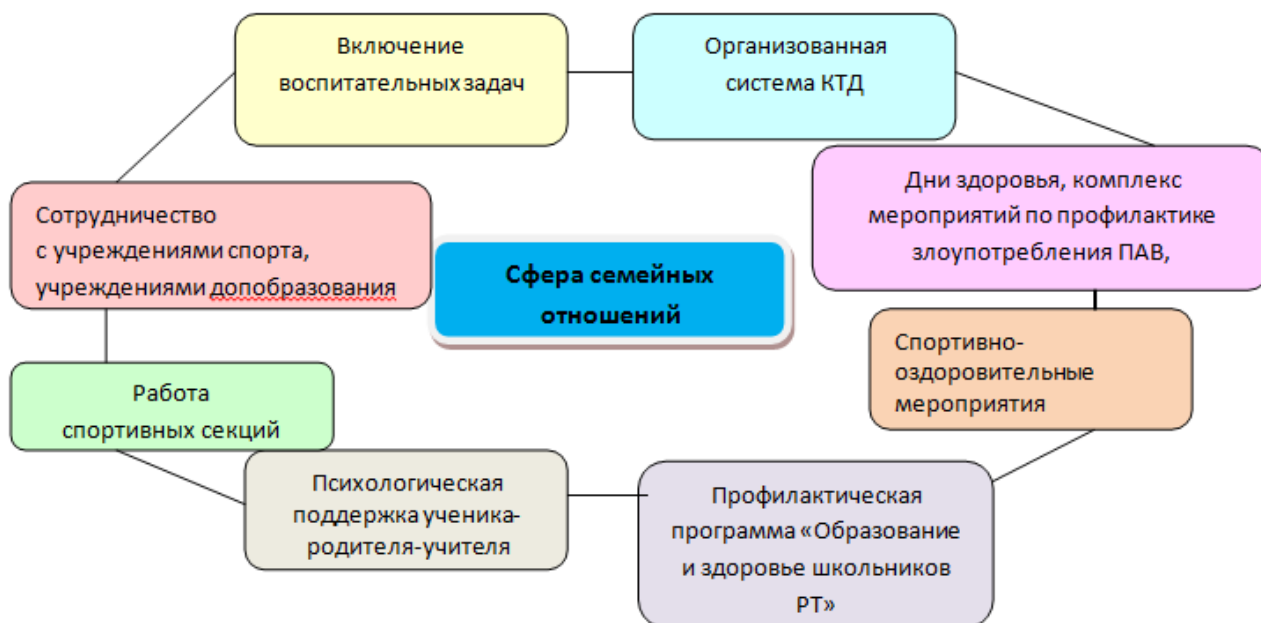 Включение
воспитательных задач
Организованная
система КТД
Дни здоровья, комплекс
мероприятий по профилактике
злоупотребления ПАВ,
Сотрудничество
с учреждениями спорта,
учреждениями допобразования
Сфера семейных
отношений
Спортивно-
оздоровительные
мероприятия
Работа
спортивных секций
Психологическая
поддержка ученика-
родителя-учителя
Профилактическая
программа «Образование
и здоровье школьников
РТ»